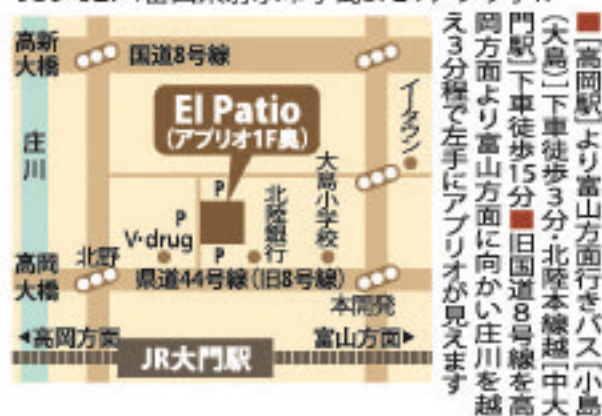 高新
大橋
国道8号線
El Patio
(アプリオ1F奥)
イータウン
庄
川
P
大島小学校
北陸銀行
P
V・drug
P
高岡
大橋
北野
県道44号線(旧8号線)
本開発
◀高岡方面
富山方面▶
JR大門駅
■[高岡駅]より富山方面行きバス[小島
(大島)]下車徒歩3分・北陸本線越[中大
門駅]下車徒歩15分■旧国道8号線を高
岡方面より富山方面に向かい庄川を越
え3分程で左手にアプリオが見えます